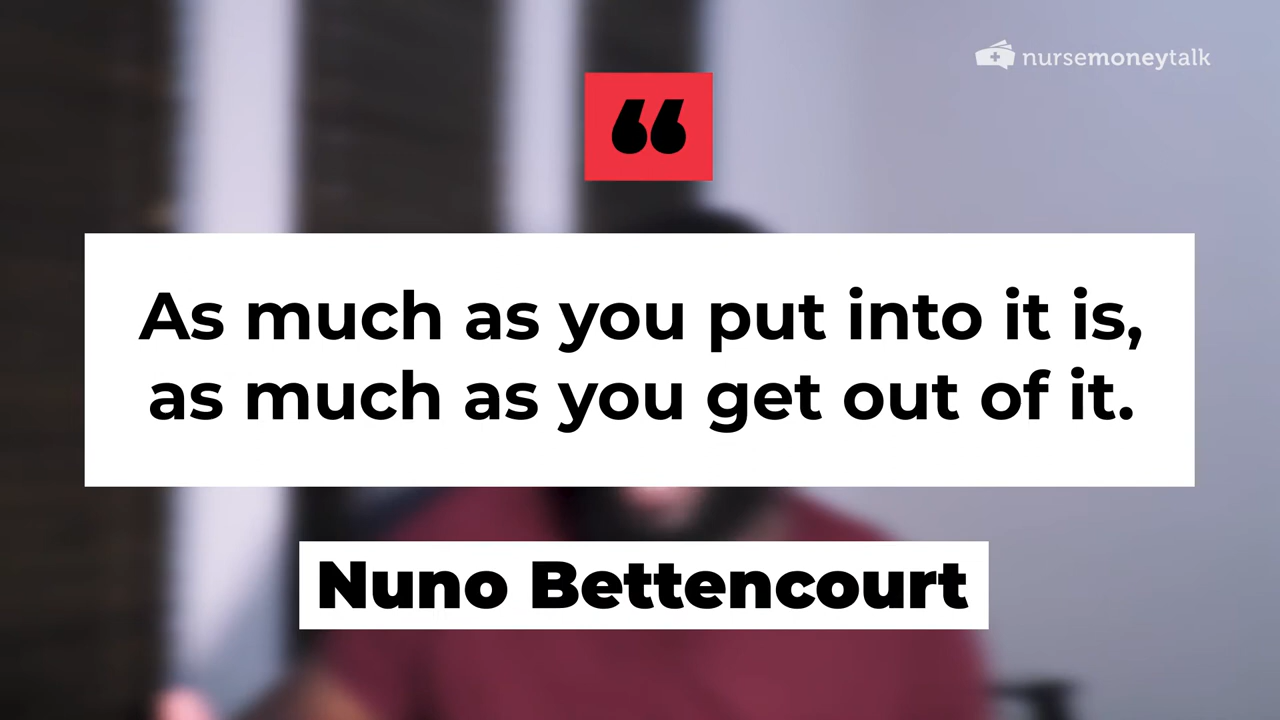 nursemoneytalk
“
As much as you put into it is,
as much as you get out of it.
Nuno Bettencourt